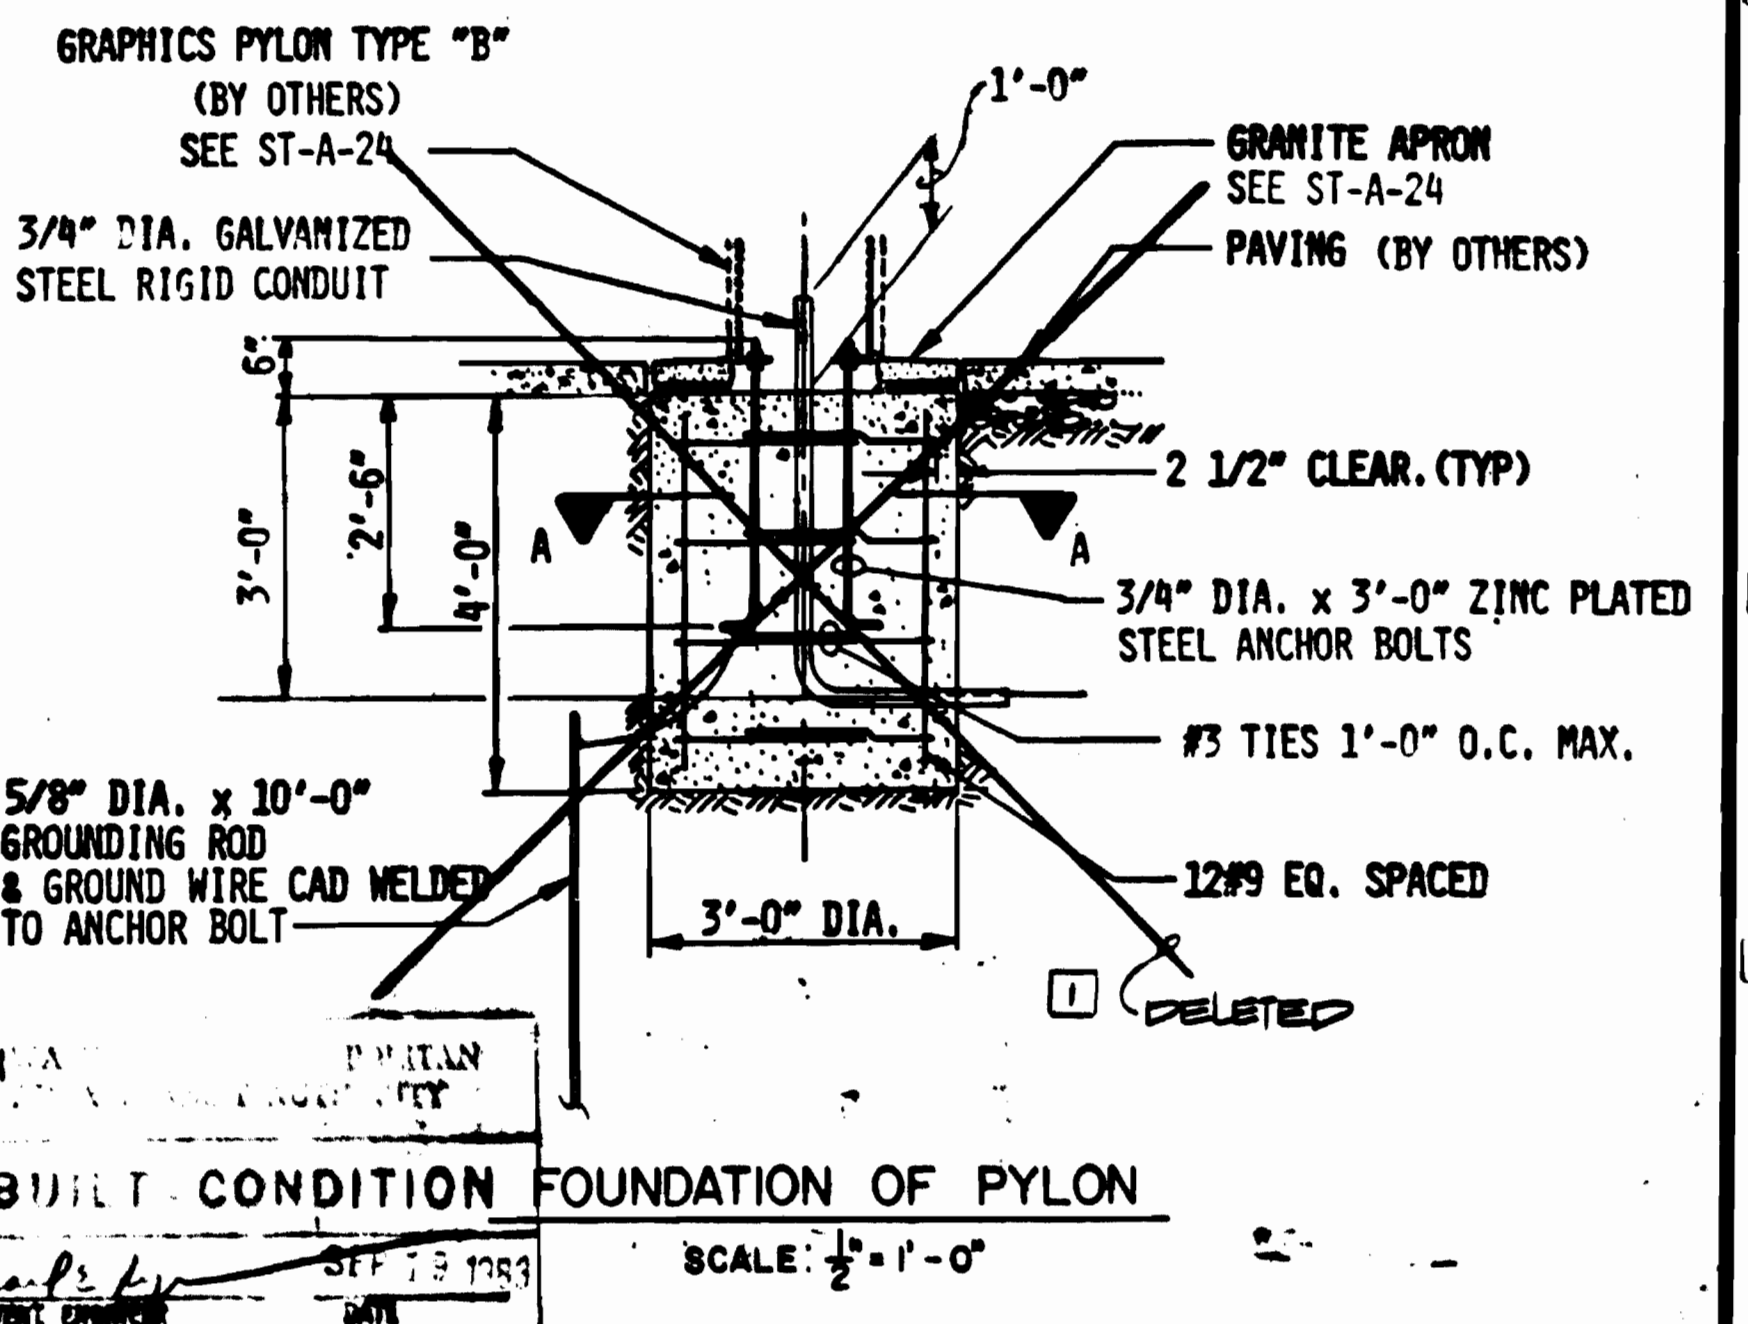 GRAPHICS PYLON TYPE "B"
(BY OTHERS)
SEE ST-A-24
1'-0"
GRANITE APRON
SEE ST-A-24
3/4" DIA. GALVANIZED
STEEL RIGID CONDUIT
PAVING (BY OTHERS)
6"
2 1/2" CLEAR.(TYP)
3'-0"
2'-6"
4'-0"
A
A
3/4" DIA. x 3'-0" ZINC PLATED
STEEL ANCHOR BOLTS
#3 TIES 1'-0" O.C. MAX.
5/8" DIA. x 10'-0"
GROUNDING ROD
& GROUND WIRE CAD WELDED
TO ANCHOR BOLT
12#9 EQ. SPACED
3'-0" DIA.
1
DELETED
BUILT CONDITION
FOUNDATION OF PYLON
SCALE: 1/2" = 1'-0"
SEP 19 1983
DATE